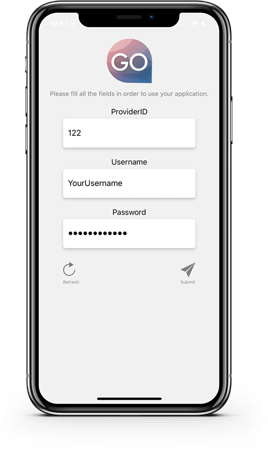 GO
Please fill all the fields in order to use your application.
ProviderID
122
Username
YourUsername
Password
••••••••••••
Refresh
Submit